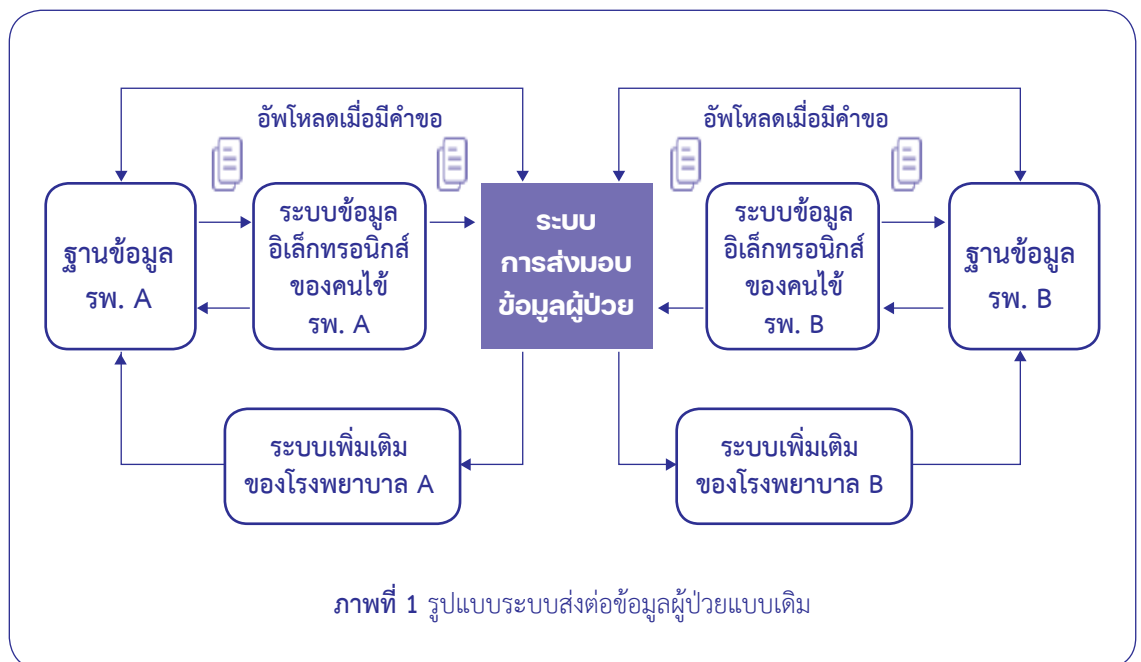 อัพโหลดเมื่อมีคำขอ
อัพโหลดเมื่อมีคำขอ
ฐานข้อมูล
รพ. A
ระบบข้อมูล
อิเล็กทรอนิกส์
ของคนไข้
รพ. A
ระบบ
การส่งมอบ
ข้อมูลผู้ป่วย
ระบบข้อมูล
อิเล็กทรอนิกส์
ของคนไข้
รพ. B
ฐานข้อมูล
รพ. B
ระบบเพิ่มเติม
ของโรงพยาบาล A
ระบบเพิ่มเติม
ของโรงพยาบาล B
ภาพที่ 1 รูปแบบระบบส่งต่อข้อมูลผู้ป่วยแบบเดิม